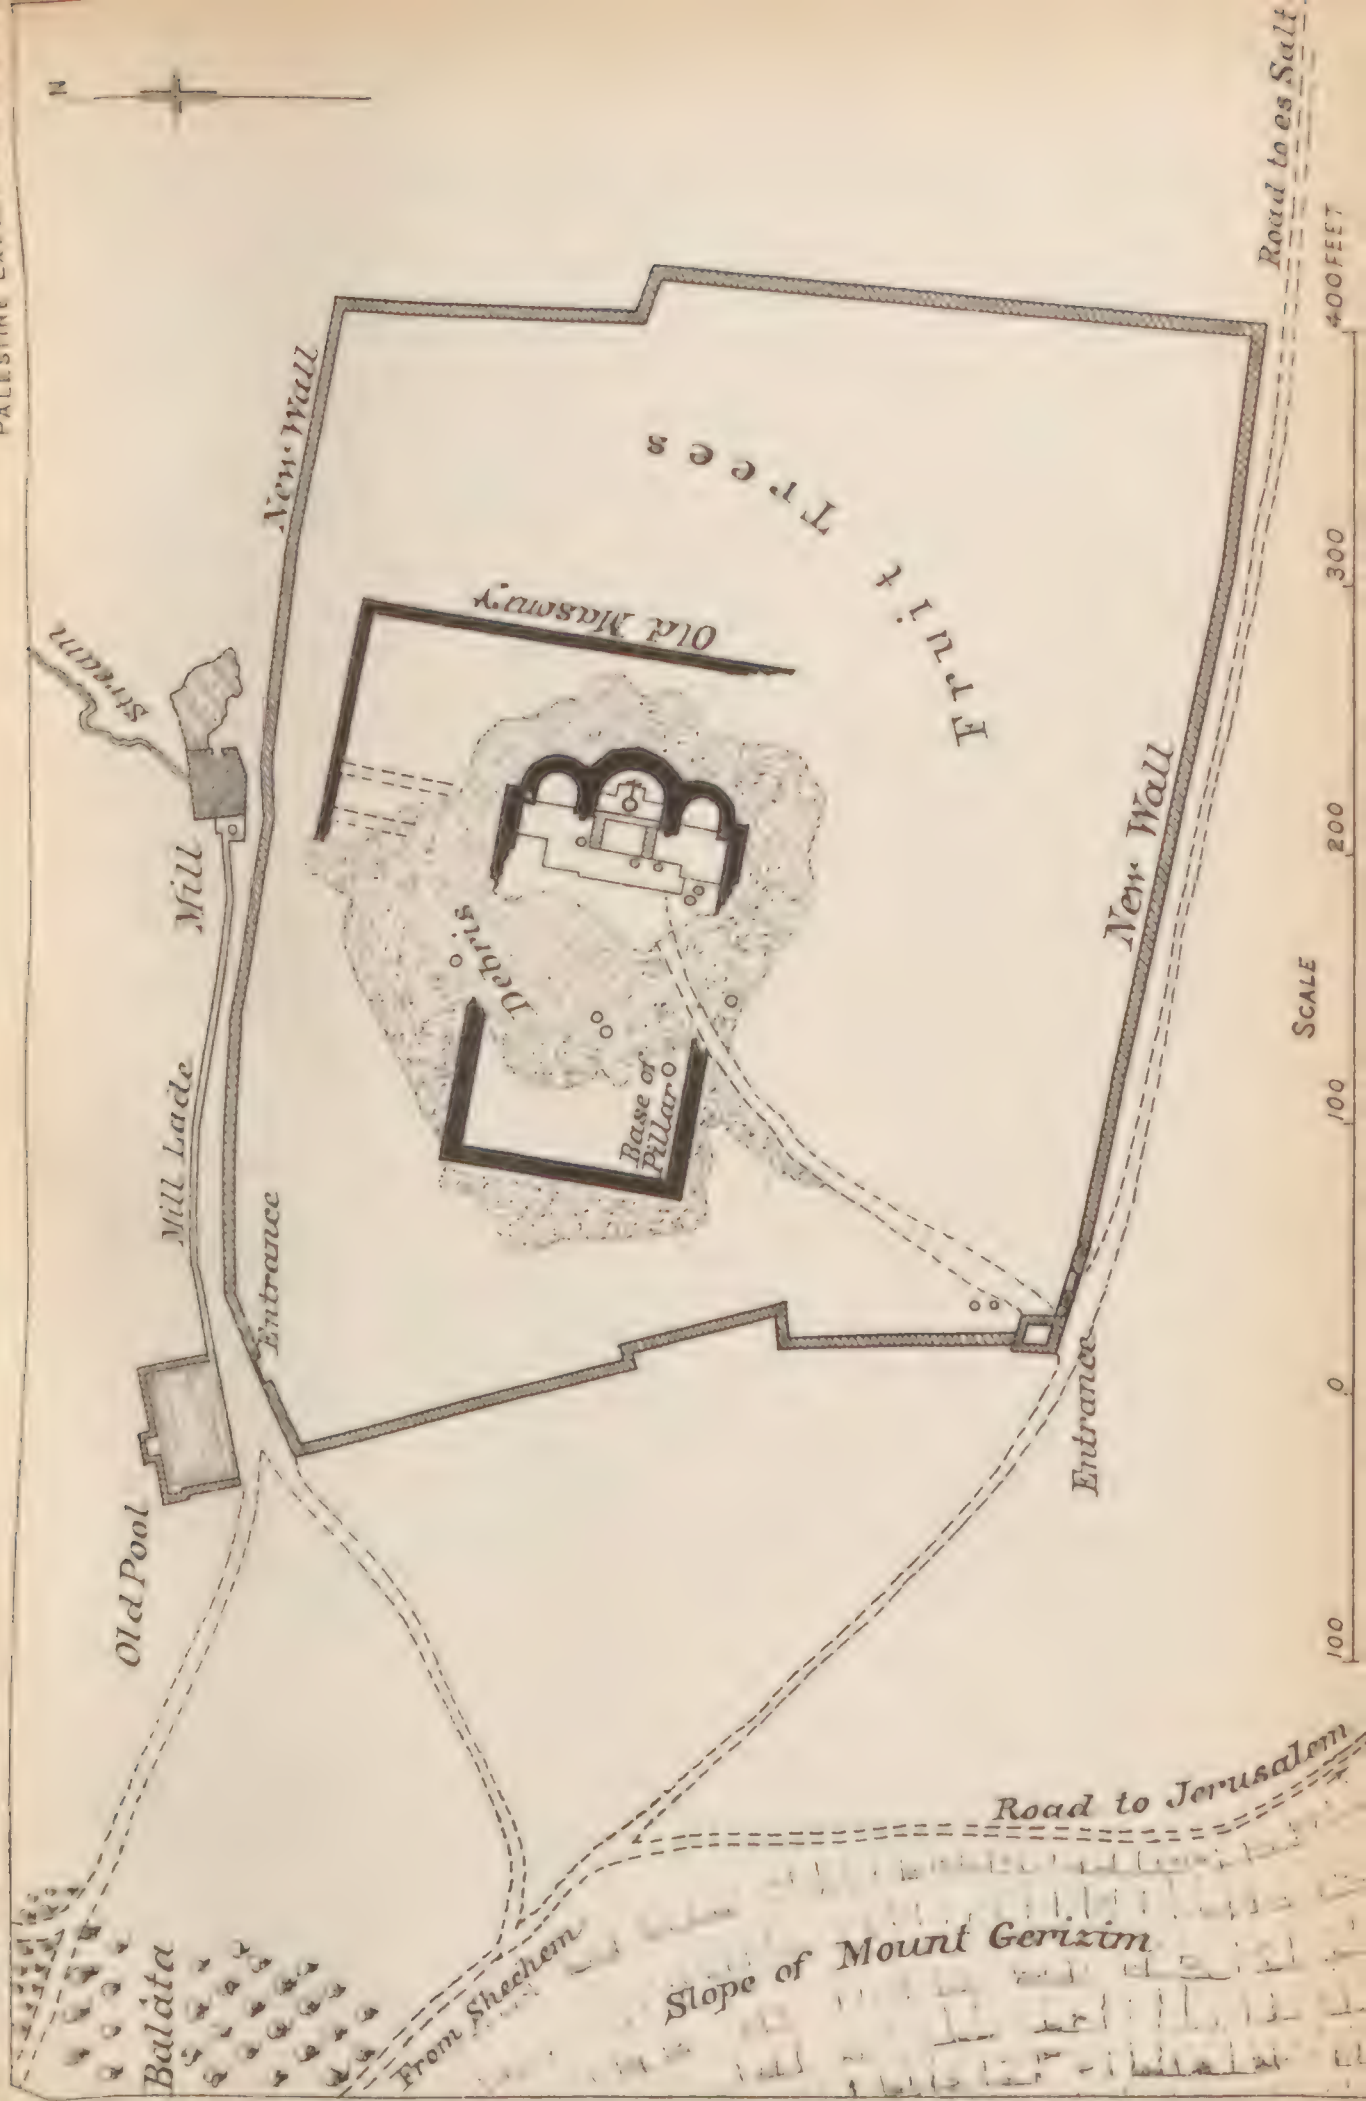 N
Stream
New Wall
Mill
Mill Lade
Old Pool
Entrance
Old Masonry
Debris
Base of
Pillar
Fruit Trees
New Wall
Entrance
Road to es Salt
Balâta
From Shechem
Road to Jerusalem
Slope of Mount Gerizim
SCALE
100 0 100 200 300 400 FEET
PALESTINE